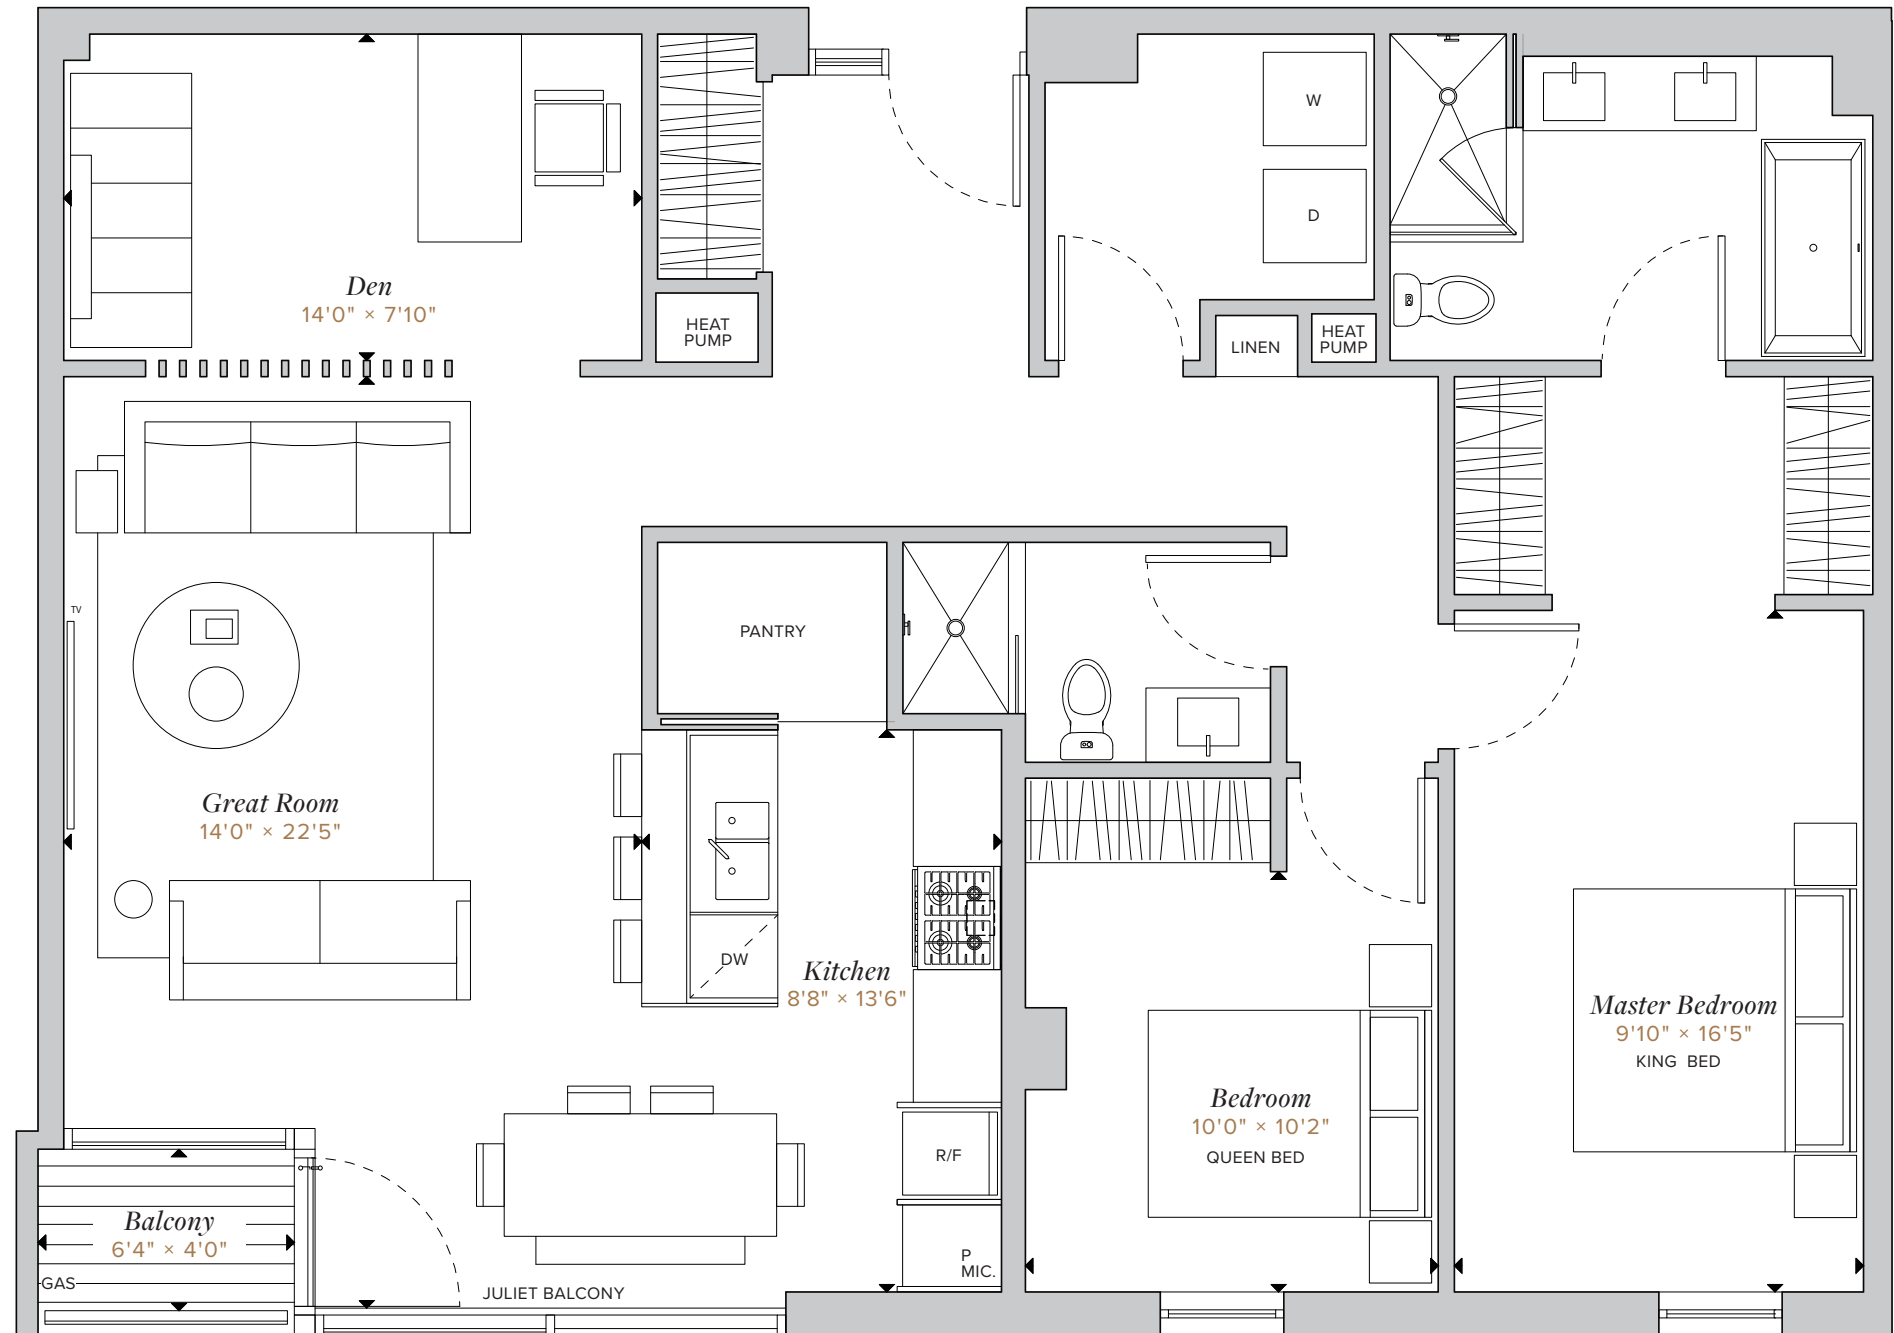 W
D
Den
14'0" × 7'10"
HEAT
PUMP
LINEN
HEAT
PUMP
TV
PANTRY
Great Room
14'0" × 22'5"
DW
Kitchen
8'8" × 13'6"
Master Bedroom
9'10" × 16'5"
KING BED
Bedroom
10'0" × 10'2"
QUEEN BED
R/F
Balcony
6'4" × 4'0"
GAS
P
MIC.
JULIET BALCONY